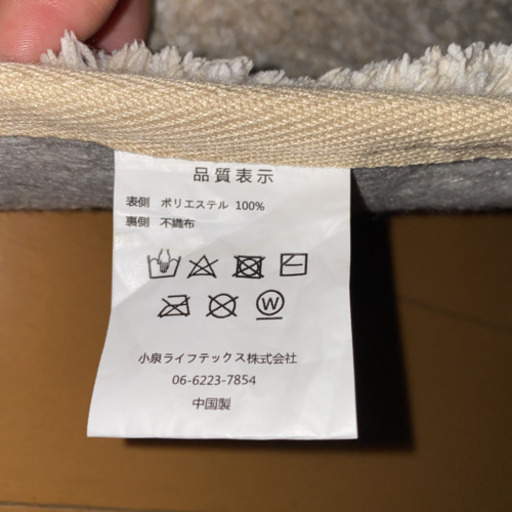 品質表示
表側 ポリエステル 100%
裏側 不織布
W
小泉ライフテックス株式会社
06-6223-7854
中国製